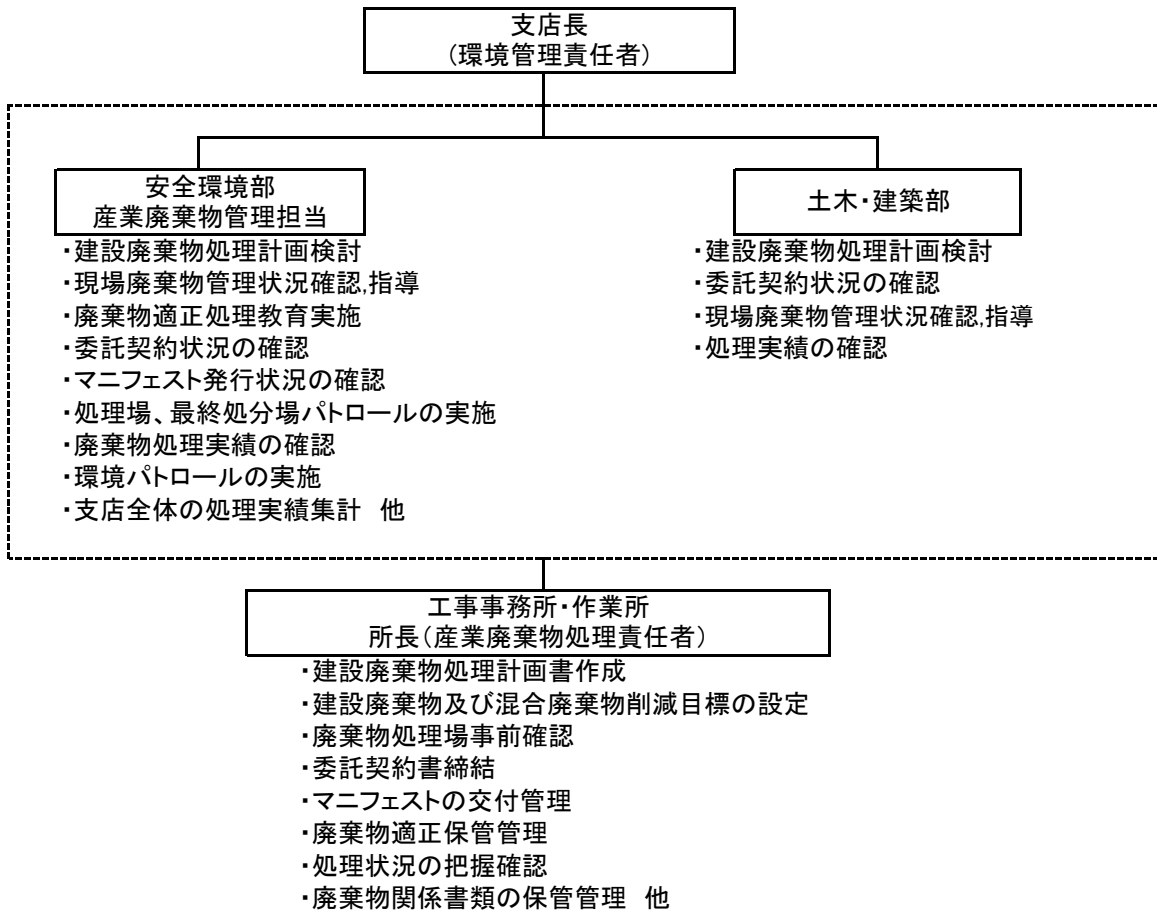 支店長
(環境管理責任者)
安全環境部
産業廃棄物管理担当
・建設廃棄物処理計画検討
・現場廃棄物管理状況確認,指導
・廃棄物適正処理教育実施
・委託契約状況の確認
・マニフェスト発行状況の確認
・処理場、最終処分場パトロールの実施
・廃棄物処理実績の確認
・環境パトロールの実施
・支店全体の処理実績集計　他
土木・建築部
・建設廃棄物処理計画検討
・委託契約状況の確認
・現場廃棄物管理状況確認,指導
・処理実績の確認
工事事務所・作業所
所長(産業廃棄物処理責任者)
・建設廃棄物処理計画書作成
・建設廃棄物及び混合廃棄物削減目標の設定
・廃棄物処理場事前確認
・委託契約書締結
・マニフェストの交付管理
・廃棄物適正保管管理
・処理状況の把握確認
・廃棄物関係書類の保管管理　他